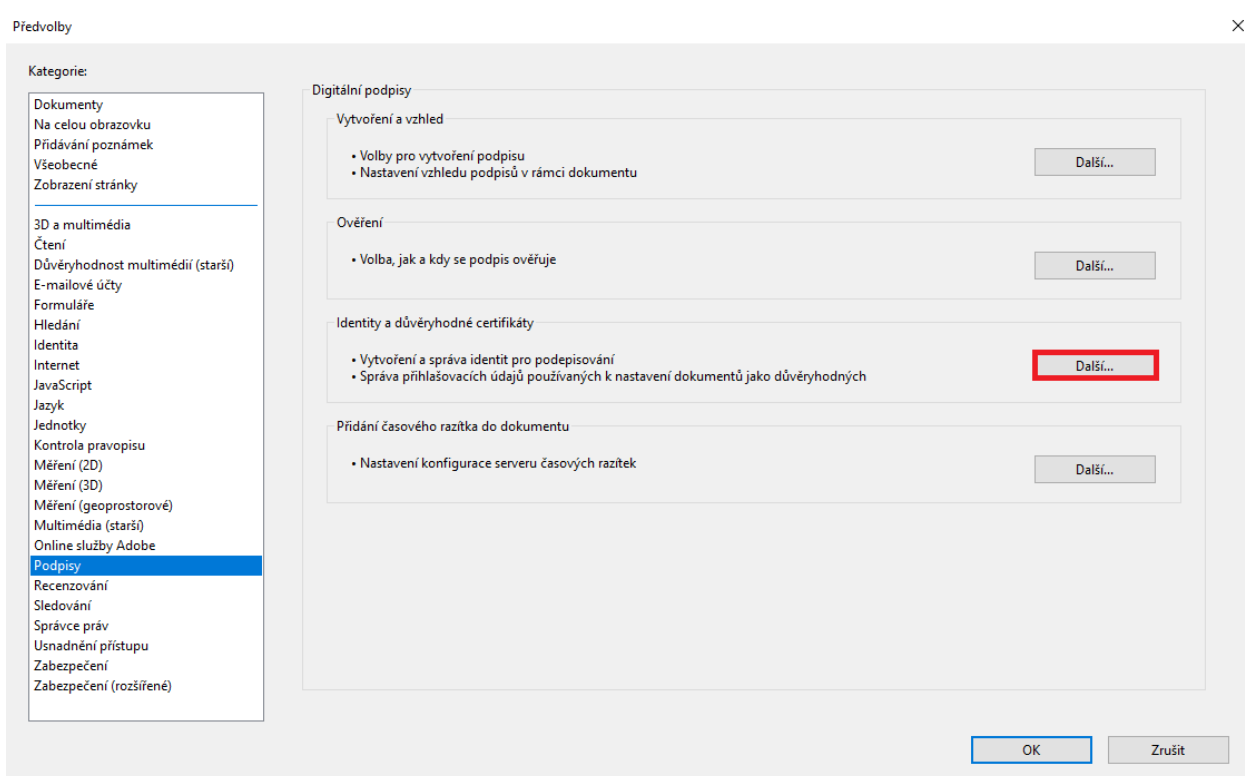 Předvolby
Kategorie:
Dokumenty
Na celou obrazovku
Přidávání poznámek
Všeobecné
Zobrazení stránky
3D a multimédia
Čtení
Důvěryhodnost multimédií (starší)
E-mailové účty
Formuláře
Hledání
Identita
Internet
JavaScript
Jazyk
Jednotky
Kontrola pravopisu
Měření (2D)
Měření (3D)
Měření (geoprostorové)
Multimédia (starší)
Online služby Adobe
Podpisy
Recenzování
Sledování
Správce práv
Usnadnění přístupu
Zabezpečení
Zabezpečení (rozšířené)
Digitální podpisy
Vytvoření a vzhled
• Volby pro vytvoření podpisu
• Nastavení vzhledu podpisů v rámci dokumentu
Další...
Ověření
• Volba, jak a kdy se podpis ověřuje
Další...
Identity a důvěryhodné certifikáty
• Vytvoření a správa identit pro podepisování
• Správa přihlašovacích údajů používaných k nastavení dokumentů jako důvěryhodných
Další...
Přidání časového razítka do dokumentu
• Nastavení konfigurace serveru časových razítek
Další...
OK
Zrušit